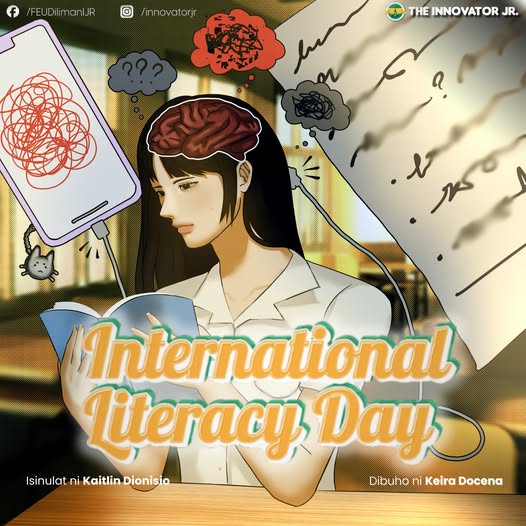 /FEUDilimanIJR
/innovatorjr
THE INNOVATOR JR.
???
?
International
Literacy Day
Isinulat ni Kaitlin Dionisio
Dibuho ni Keira Docena